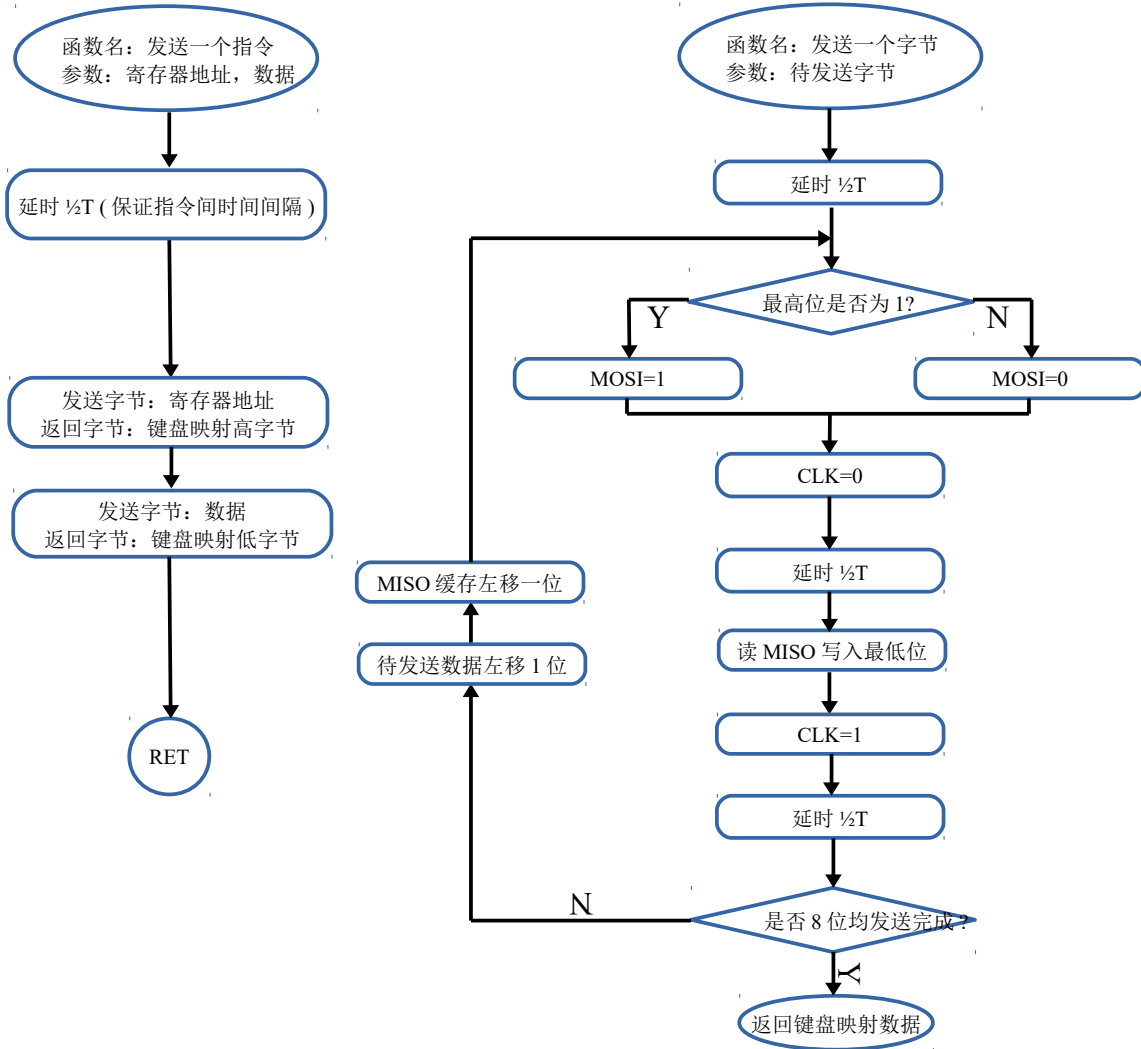 函数名：发送一个指令
参数：寄存器地址，数据
延时 ½T ( 保证指令间时间间隔 )
发送字节：寄存器地址
返回字节：键盘映射高字节
发送字节：数据
返回字节：键盘映射低字节
RET
函数名：发送一个字节
参数：待发送字节
延时 ½T
最高位是否为 1?
Y
N
MOSI=1
MOSI=0
CLK=0
延时 ½T
读 MISO 写入最低位
CLK=1
延时 ½T
是否 8 位均发送完成 ?
N
待发送数据左移 1 位
MISO 缓存左移一位
Y
返回键盘映射数据